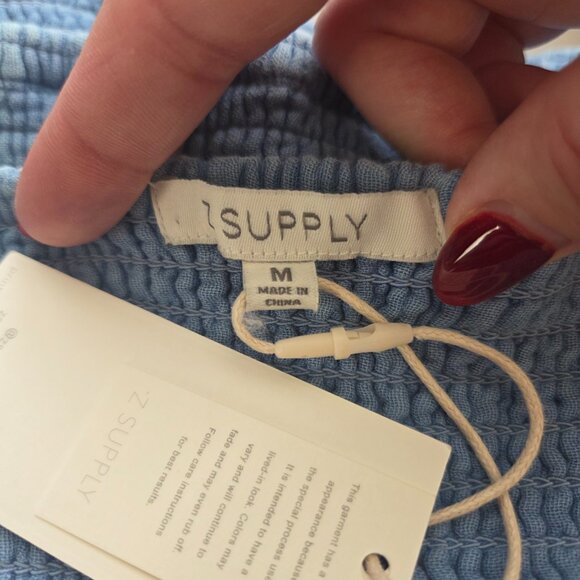 Z SUPPLY
M
MADE IN
CHINA
Z SUPPLY
This garment has a
appearance because
the special process use
It is intended to have a
lived-in look. Colors may
vary and will continue to
fade and may even rub off.
Follow care instructions
for best results.